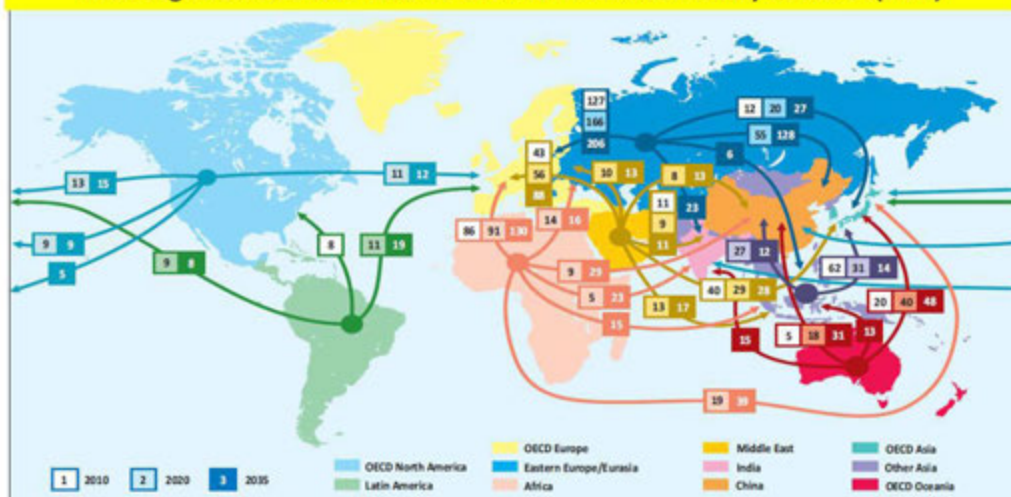 127
12 20 27
166
55 128
206
43
6
56
10 13
8 13
11 12
13 15
88
11
23
9
86 91 130
14 16
11
9 9
8
11 19
27 12
9 8
9 29
62 31 14
5
40 29 28
5 23
20 40 48
13 17
15
5 18 31
13
15
19 39
OECD Europe
Middle East
OECD Asia
OECD North America
Eastern Europe/Eurasia
India
Other Asia
1 2010
2 2020
3 2035
Latin America
Africa
China
OECD Oceania